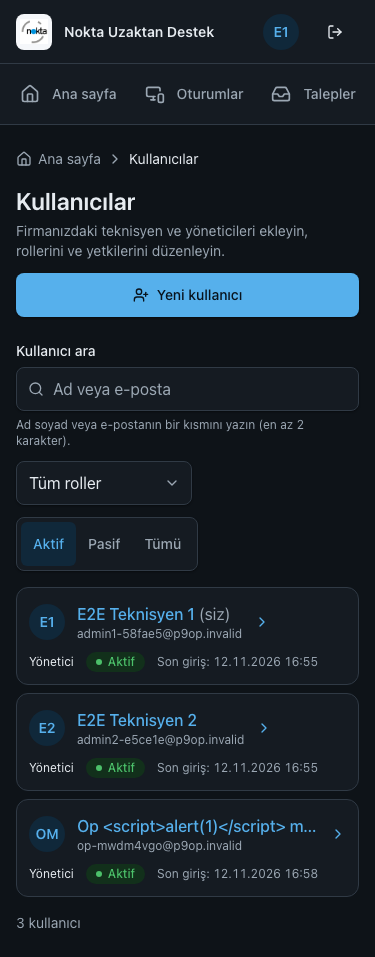 nokta
Nokta Uzaktan Destek
E1
Ana sayfa
Oturumlar
Talepler
Ana sayfa
Kullanıcılar
Kullanıcılar
Firmanızdaki teknisyen ve yöneticileri ekleyin,
rollerini ve yetkilerini düzenleyin.
Yeni kullanıcı
Kullanıcı ara
Ad veya e-posta
Ad soyad veya e-postanın bir kısmını yazın (en az 2
karakter).
Tüm roller
Aktif
Pasif
Tümü
E1
E2E Teknisyen 1 (siz)
admin1-58fae5@p9op.invalid
Yönetici
Aktif
Son giriş: 12.11.2026 16:55
E2
E2E Teknisyen 2
admin2-e5ce1e@p9op.invalid
Yönetici
Aktif
Son giriş: 12.11.2026 16:55
OM
Op <script>alert(1)</script> m...
op-mwdm4vgo@p9op.invalid
Yönetici
Aktif
Son giriş: 12.11.2026 16:58
3 kullanıcı